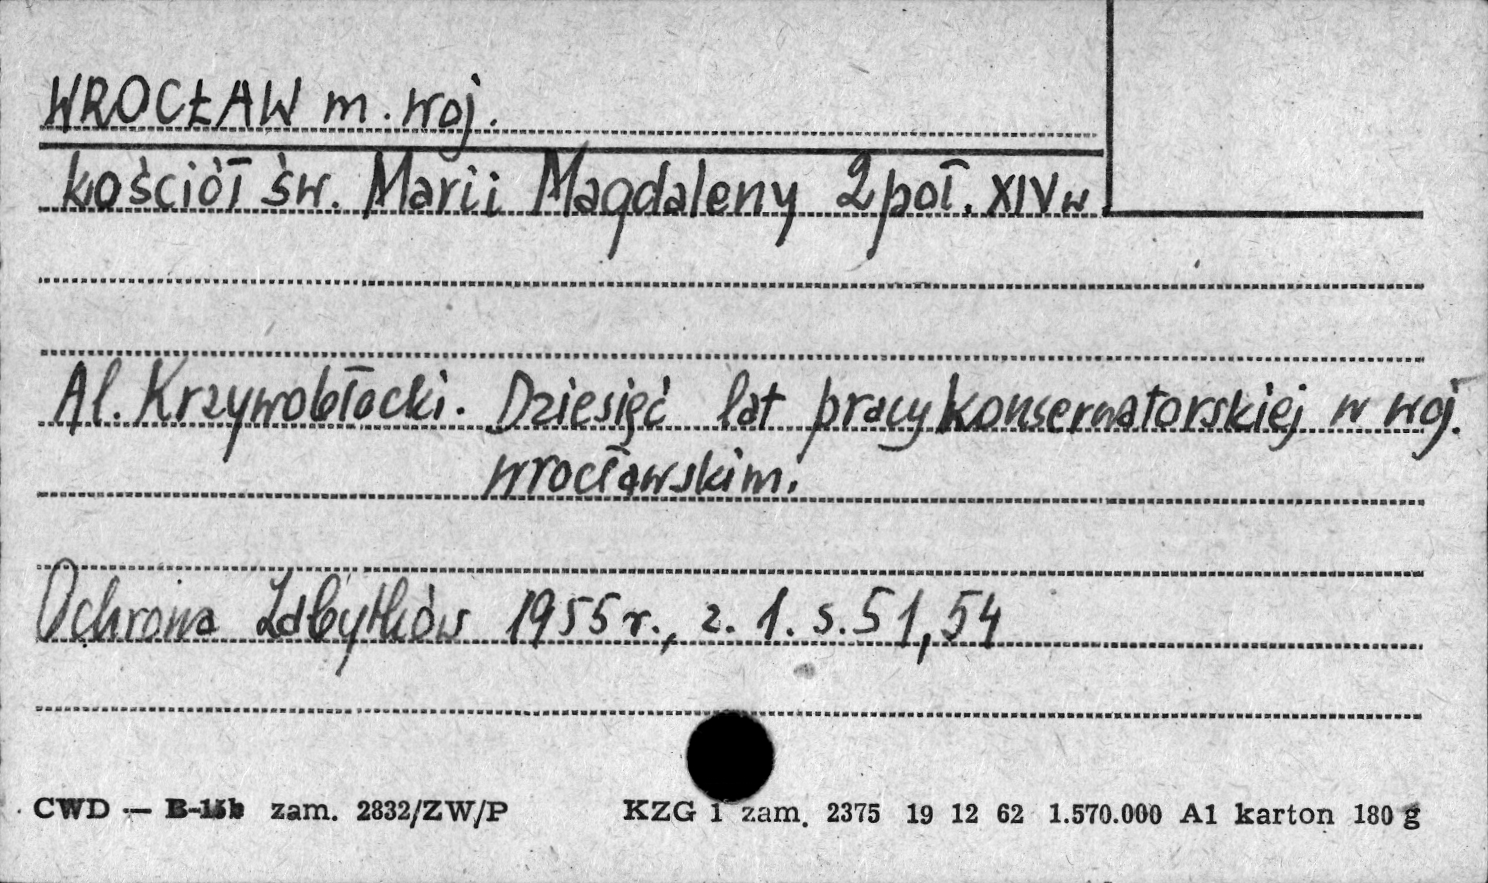 WROCŁAW m. woj.
kościół św. Marii Magdaleny 2 poł. XIV w
Al. Krzywobłocki. Dziesięć lat pracy konserwatorskiej w woj.
wrocławskim.
Ochrona Zabytków 1955 r., z. 1. s. 51, 54
CWD — B-15b zam. 2832/ZW/P KZG 1 zam. 2375 19 12 62 1.570.000 A1 karton 180 g